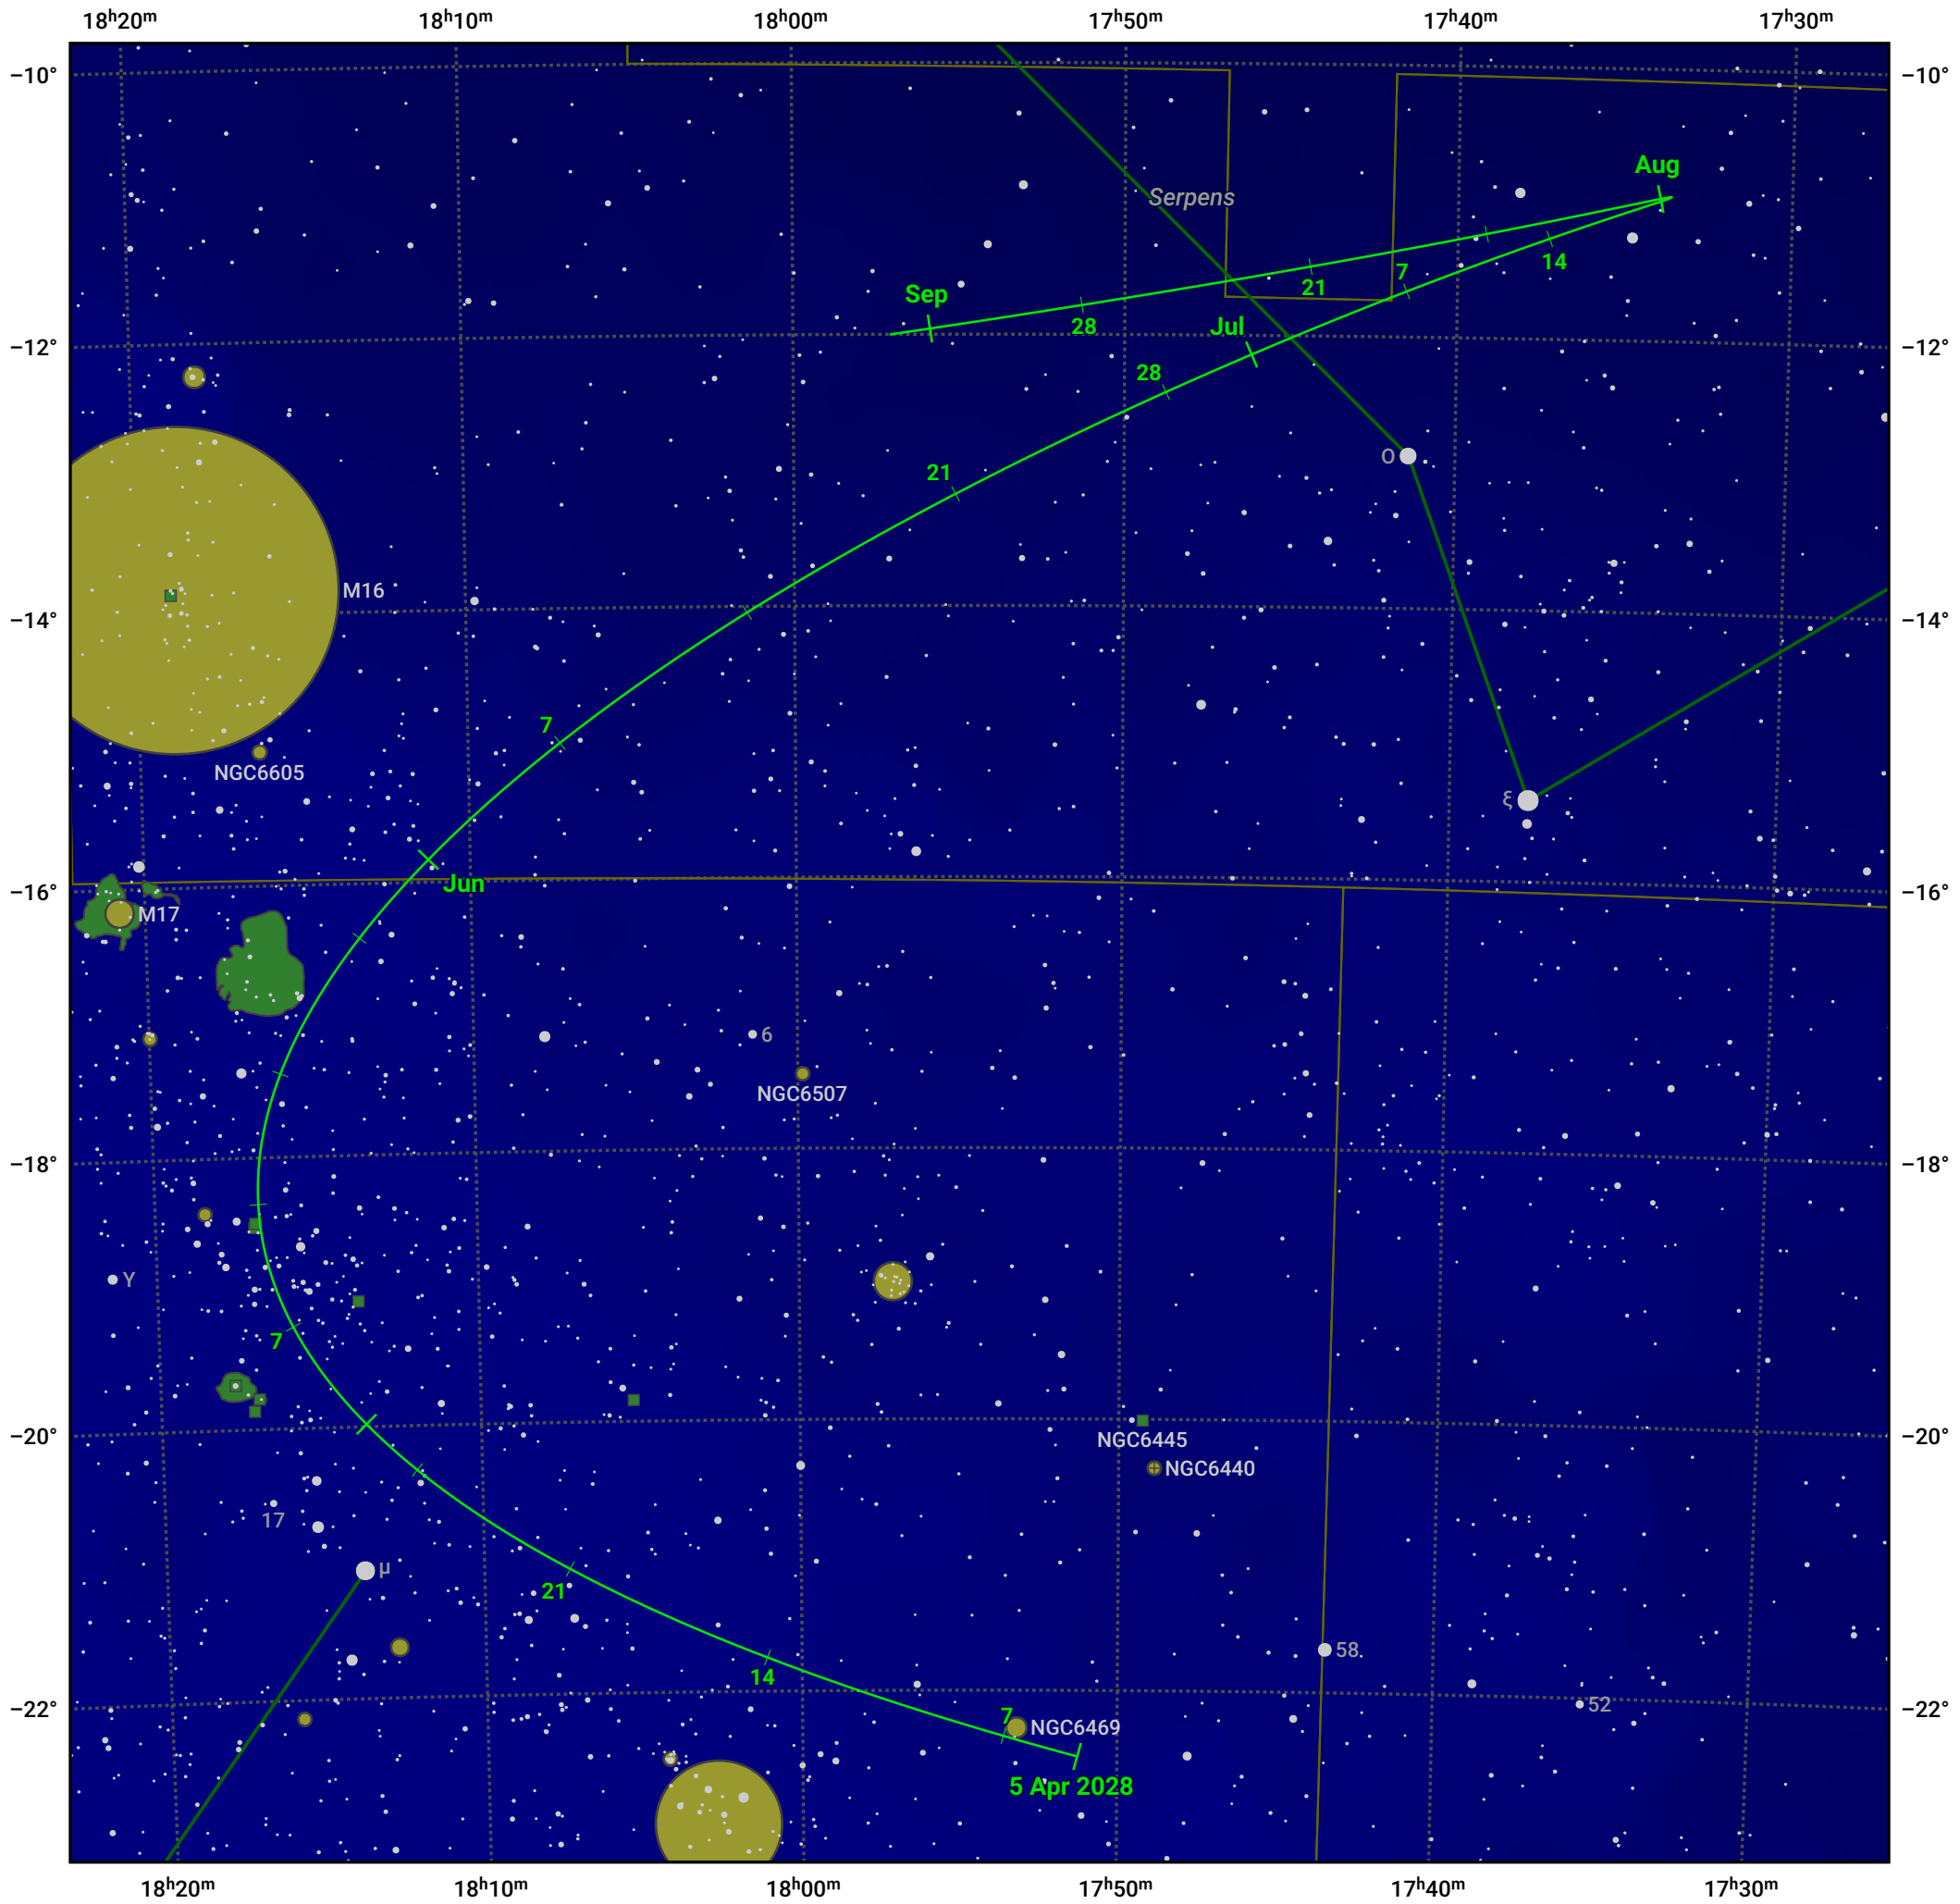 18ʰ20ᵐ 18ʰ10ᵐ 18ʰ00ᵐ 17ʰ50ᵐ 17ʰ40ᵐ 17ʰ30ᵐ
−10° −10°
Aug
Serpens
14
7
21
Sep
28
Jul
−12° −12°
28
O
21
M16
−14° −14°
7
NGC6605
ξ
Jun
−16° −16°
M17
6
NGC6507
−18° −18°
Y
7
−20° −20°
NGC6445
NGC6440
17
μ
21
58
14
52
−22° −22°
7
NGC6469
5 Apr 2028
18ʰ20ᵐ 18ʰ10ᵐ 18ʰ00ᵐ 17ʰ50ᵐ 17ʰ40ᵐ 17ʰ30ᵐ